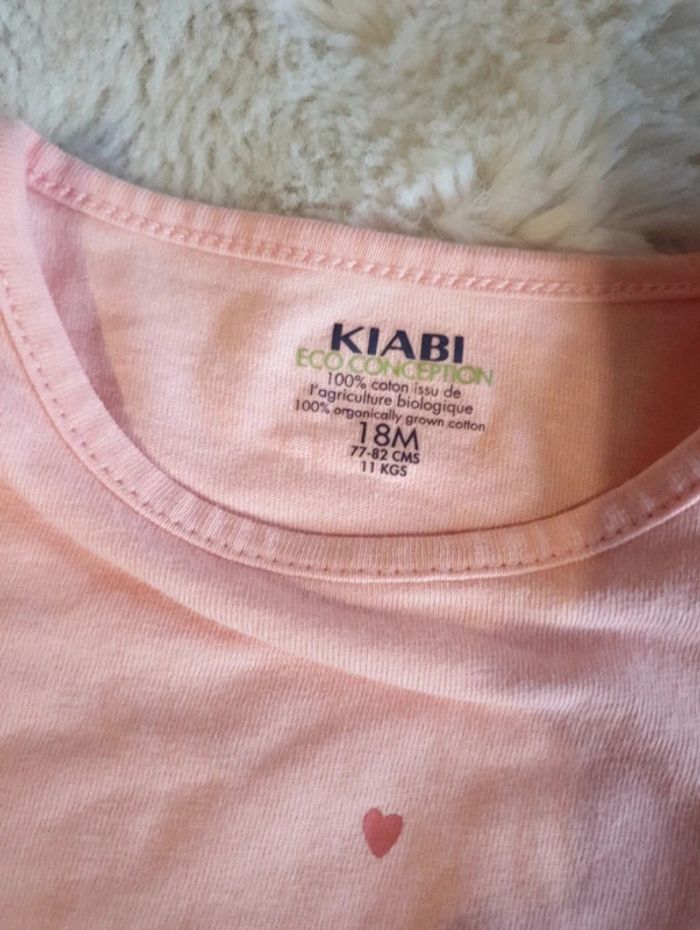 KIABI
ECO CONCEPTION
100% coton issu de
l'agriculture biologique
100% organically grown cotton
18M
77-82 CMS
11 KGS